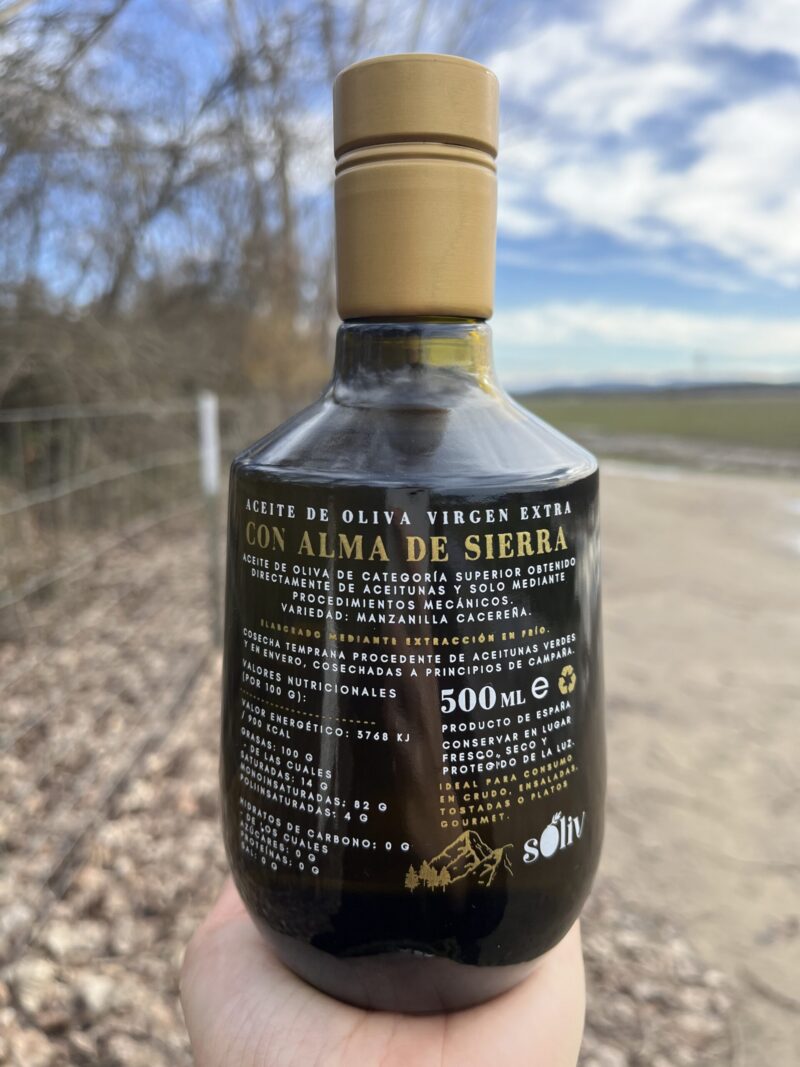 ACEITE DE OLIVA VIRGEN EXTRA
CON ALMA DE SIERRA
ACEITE DE OLIVA DE CATEGORÍA SUPERIOR OBTENIDO
DIRECTAMENTE DE ACEITUNAS Y SOLO MEDIANTE
PROCEDIMIENTOS MECÁNICOS.
VARIEDAD: MANZANILLA CACEREÑA.
ELABORADO MEDIANTE EXTRACCIÓN EN FRÍO.
COSECHA TEMPRANA PROCEDENTE DE ACEITUNAS VERDES
Y EN ENVERO, COSECHADAS A PRINCIPIOS DE CAMPAÑA.
VALORES NUTRICIONALES
(POR 100 G):
VALOR ENERGÉTICO: 3768 KJ
/ 900 KCAL
GRASAS: 100 G
- DE LAS CUALES
SATURADAS: 14 G
MONOINSATURADAS: 82 G
POLIINSATURADAS: 4 G
HIDRATOS DE CARBONO: 0 G
- DE LOS CUALES
AZÚCARES: 0 G
PROTEÍNAS: 0 G
SAL: 0 G
500 ML ℮
PRODUCTO DE ESPAÑA
CONSERVAR EN LUGAR
FRESCO, SECO Y
PROTEGIDO DE LA LUZ.
IDEAL PARA CONSUMO
EN CRUDO, ENSALADAS,
TOSTADAS O PLATOS
GOURMET.
sOliv